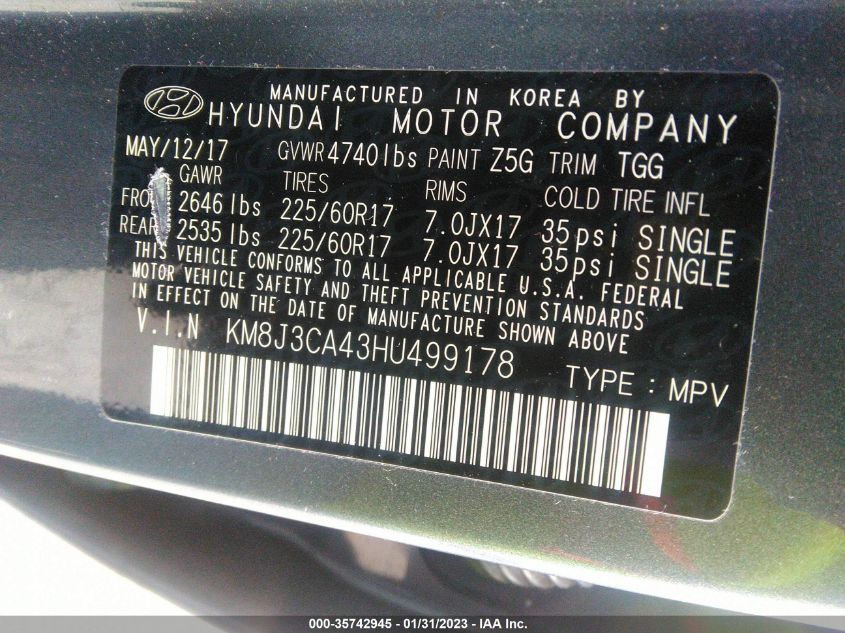 MANUFACTURED IN KOREA BY
HYUNDAI MOTOR COMPANY
MAY/12/17 GVWR 4740lbs PAINT Z5G TRIM TGG
GAWR TIRES RIMS COLD TIRE INFL
2646 lbs 225/60R17 7.0JX17 35psi SINGLE
REAR 2535 lbs 225/60R17 7.0JX17 35psi SINGLE
THIS VEHICLE CONFORMS TO ALL APPLICABLE U.S.A. FEDERAL
MOTOR VEHICLE SAFETY AND THEFT PREVENTION STANDARDS
IN EFFECT ON THE DATE OF MANUFACTURE SHOWN ABOVE
V.I.N KM8J3CA43HU499178
TYPE : MPV
000-35742945 - 01/31/2023 - IAA Inc.